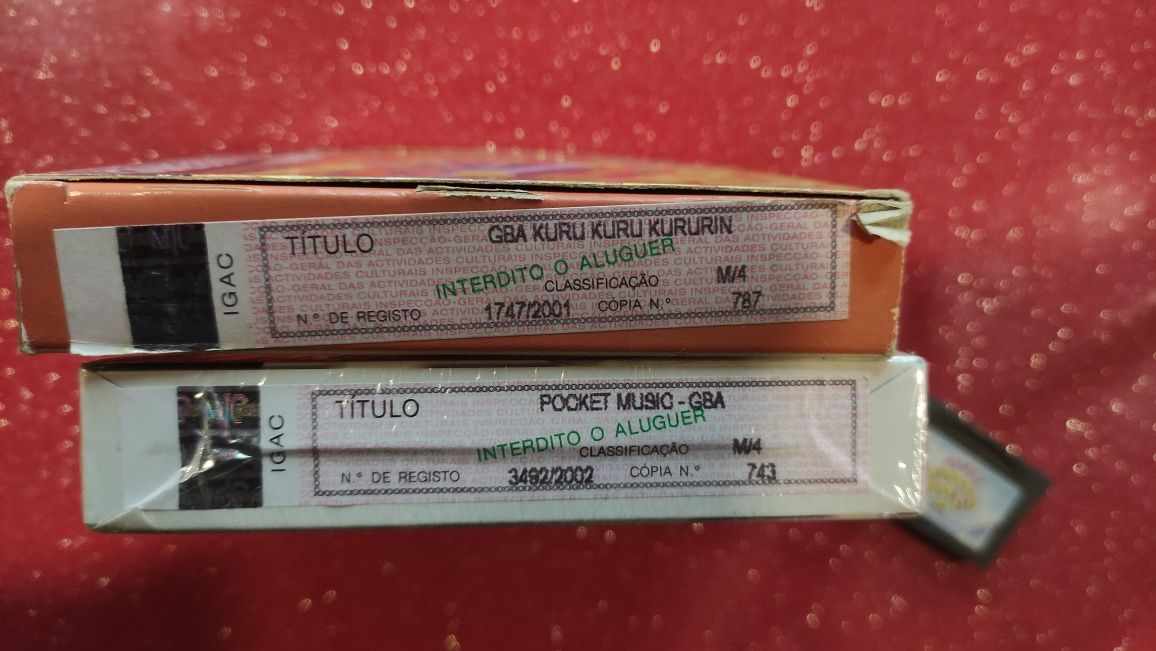 IGAC
TÍTULO GBA KURU KURU KURURIN
INTERDITO O ALUGUER
CLASSIFICAÇÃO M/4
N.º DE REGISTO 1747/2001 CÓPIA N.º 787
IGAC
TÍTULO POCKET MUSIC - GBA
INTERDITO O ALUGUER
CLASSIFICAÇÃO M/4
N.º DE REGISTO 3492/2002 CÓPIA N.º 743